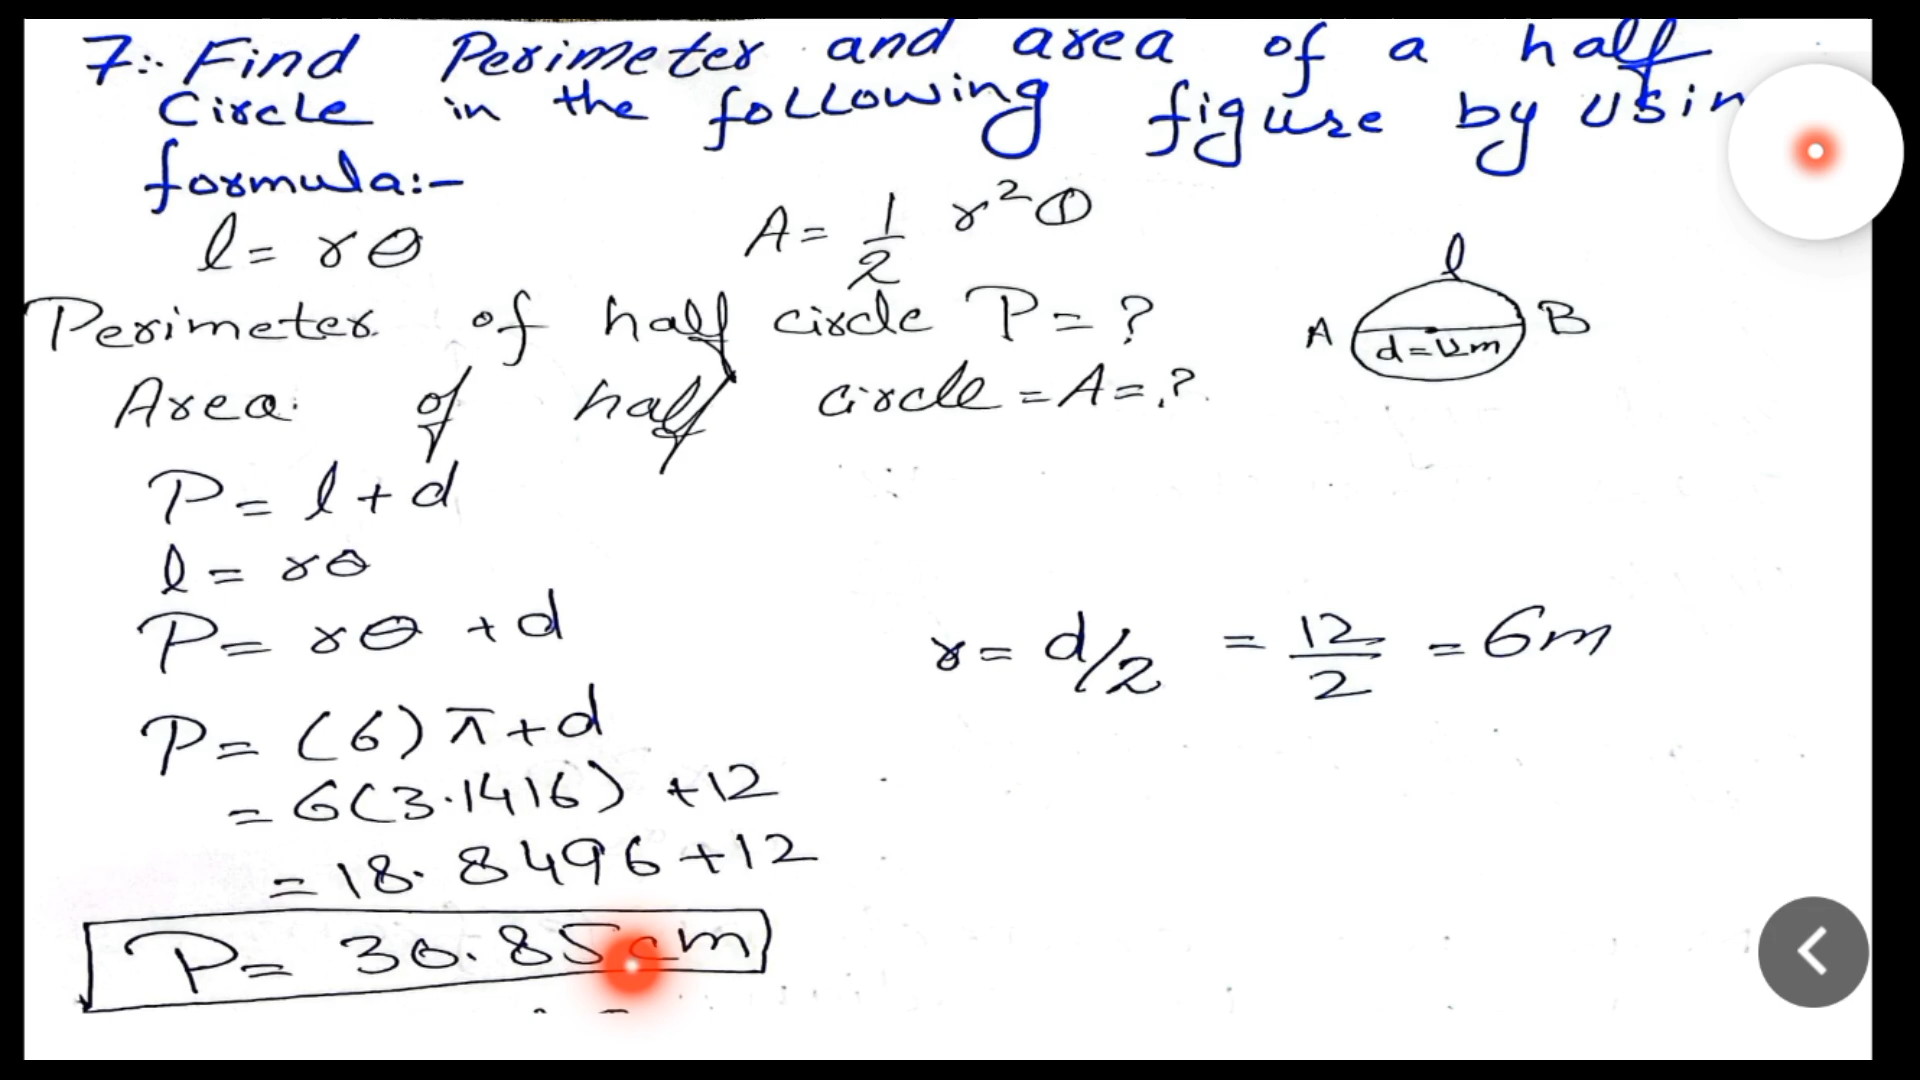 7:- Find Perimeter and area of a half
Circle in the following figure by usin
formula:-
l = rθ
A = 1/2 r²θ
Perimeter of half circle P = ?
Area of half circle = A = ?
l
A
B
d = 12m
P = l + d
l = rθ
P = rθ + d
r = d/2 = 12/2 = 6m
P = (6) π + d
= 6(3.1416) + 12
= 18.8496 + 12
P = 30.85cm